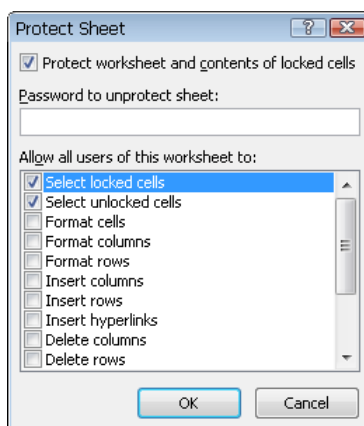 Protect Sheet
Protect worksheet and contents of locked cells
Password to unprotect sheet:
Allow all users of this worksheet to:
Select locked cells
Select unlocked cells
Format cells
Format columns
Format rows
Insert columns
Insert rows
Insert hyperlinks
Delete columns
Delete rows
OK Cancel